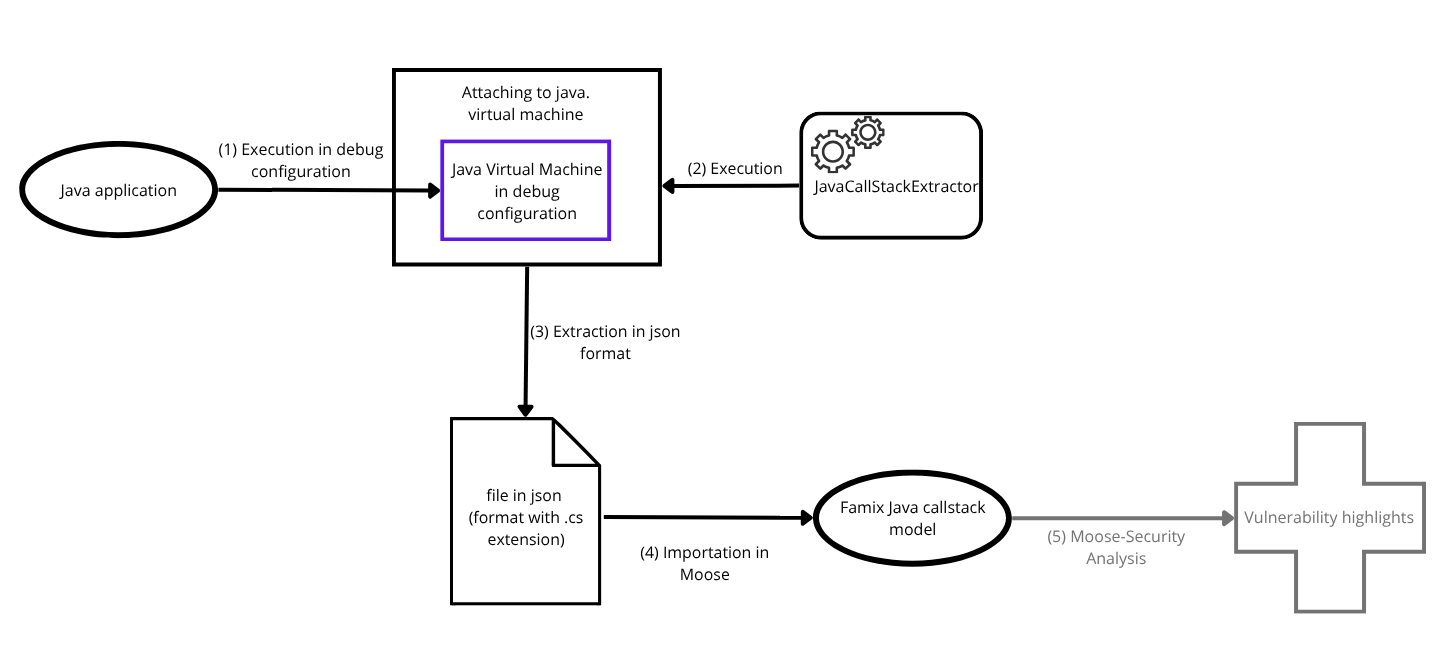 Attaching to java.
virtual machine
(1) Execution in debug
configuration
Java application
Java Virtual Machine
in debug
configuration
(2) Execution
JavaCallStackExtractor
(3) Extraction in json
format
file in json
(format with .cs
extension)
(4) Importation in
Moose
Famix Java callstack
model
(5) Moose-Security
Analysis
Vulnerability highlights